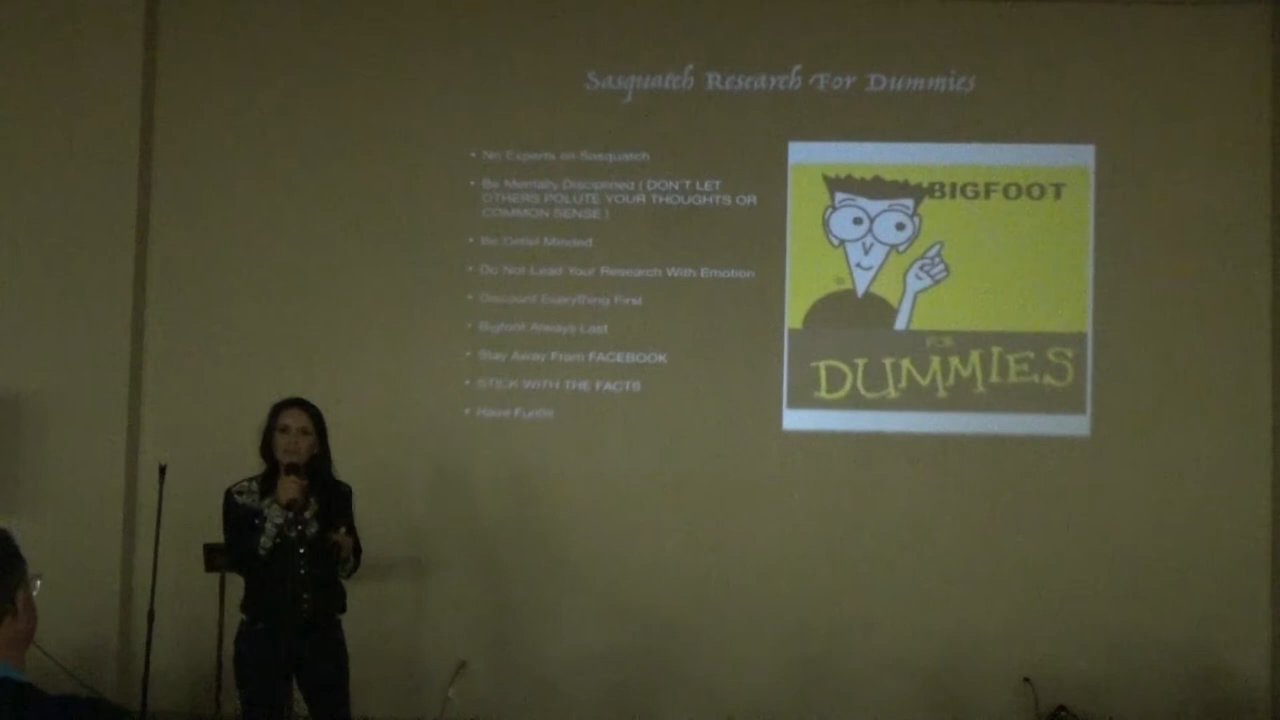 Sasquatch Research For Dummies
• No Experts on Sasquatch
• Be Mentally Disciplined ( DON'T LET
OTHERS POLUTE YOUR THOUGHTS OR
COMMON SENSE )
• Be Detail Minded
• Do Not Lead Your Research With Emotion
• Discount Everything First
• Bigfoot Always Last
• Stay Away From FACEBOOK
• STICK WITH THE FACTS
• Have Fun
BIGFOOT
FOR
DUMMIES